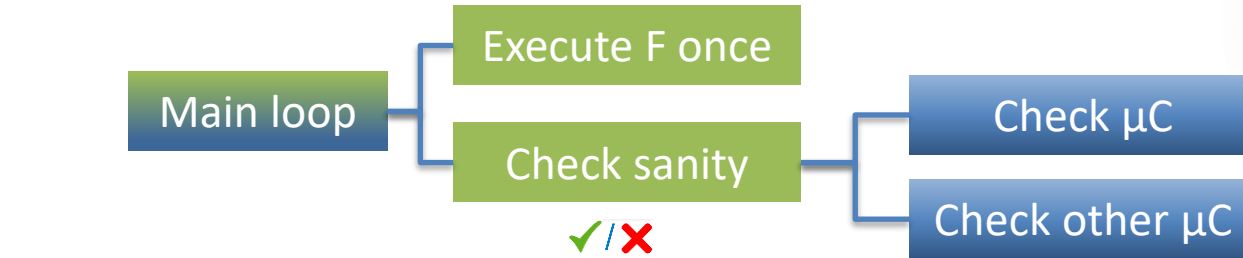 Execute F once
Main loop
Check µC
Check sanity
Check other µC
/